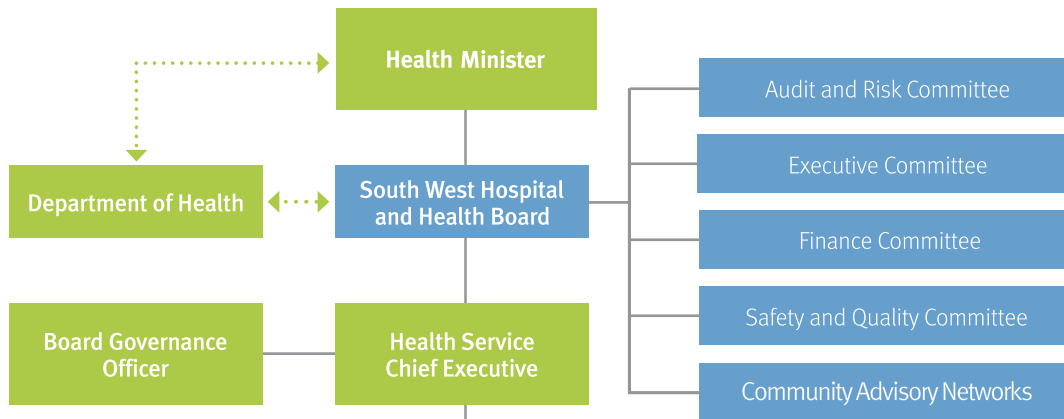 Health Minister
Audit and Risk Committee
Executive Committee
Department of Health
South West Hospital
and Health Board
Finance Committee
Board Governance
Officer
Health Service
Chief Executive
Safety and Quality Committee
Community Advisory Networks